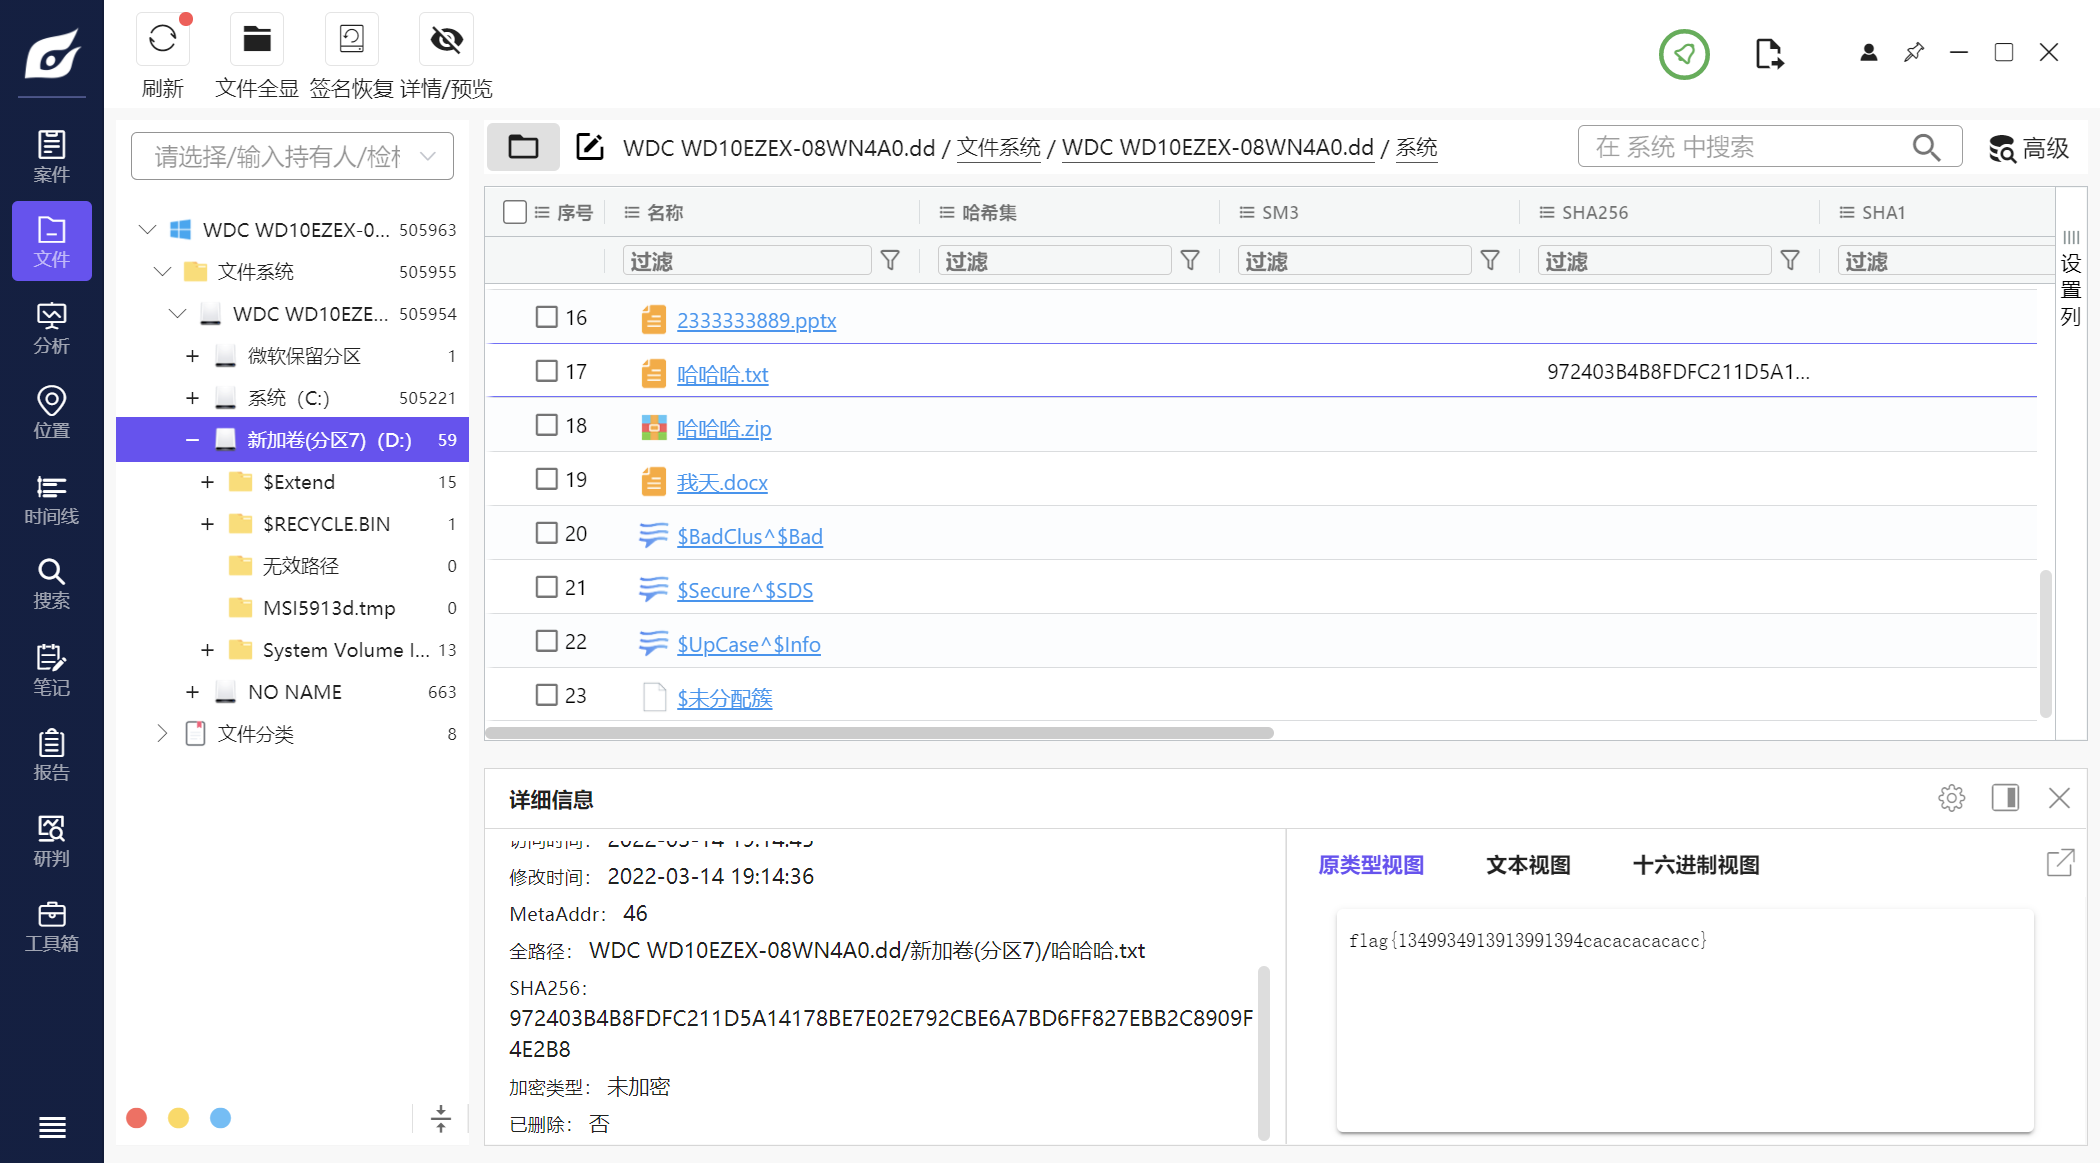 刷新
文件全显
签名恢复
详情/预览
案件
文件
分析
位置
时间线
搜索
笔记
报告
研判
工具箱
请选择/输入持有人/检材
WDC WD10EZEX-0... 505963
文件系统 505955
WDC WD10EZE... 505954
微软保留分区 1
系统 (C:) 505221
新加卷(分区7) (D:) 59
$Extend 15
$RECYCLE.BIN 1
无效路径 0
MSI5913d.tmp 0
System Volume I... 13
NO NAME 663
文件分类 8
WDC WD10EZEX-08WN4A0.dd / 文件系统 / WDC WD10EZEX-08WN4A0.dd / 系统
在 系统 中搜索
高级
序号 名称 哈希集 SM3 SHA256 SHA1
过滤 过滤 过滤 过滤 过滤
设置列
16 2333333889.pptx
17 哈哈哈.txt 972403B4B8FDFC211D5A1...
18 哈哈哈.zip
19 我天.docx
20 $BadClus^$Bad
21 $Secure^$SDS
22 $UpCase^$Info
23 $未分配簇
详细信息
访问时间: 2022-03-14 19:14:45
修改时间: 2022-03-14 19:14:36
MetaAddr: 46
全路径: WDC WD10EZEX-08WN4A0.dd/新加卷(分区7)/哈哈哈.txt
SHA256:
972403B4B8FDFC211D5A14178BE7E02E792CBE6A7BD6FF827EBB2C8909F
4E2B8
加密类型: 未加密
已删除: 否
原类型视图 文本视图 十六进制视图
flag{1349934913913991394cacacacacacc}